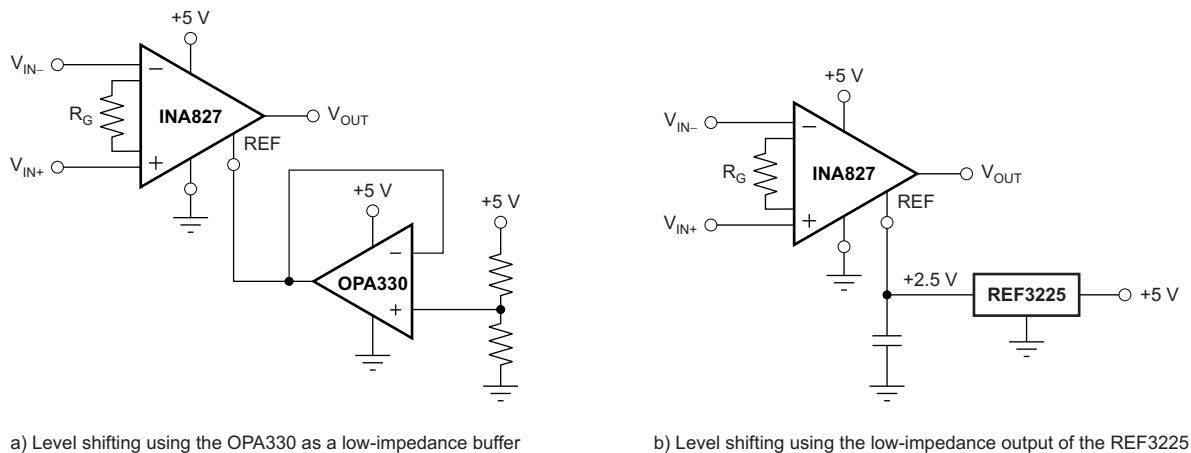 +5 V
V_IN–
−
R_G
INA827
V_OUT
REF
V_IN+
+
+5 V
+5 V
−
OPA330
+
a) Level shifting using the OPA330 as a low-impedance buffer
+5 V
V_IN–
−
R_G
INA827
V_OUT
REF
V_IN+
+
+2.5 V
REF3225
+5 V
b) Level shifting using the low-impedance output of the REF3225